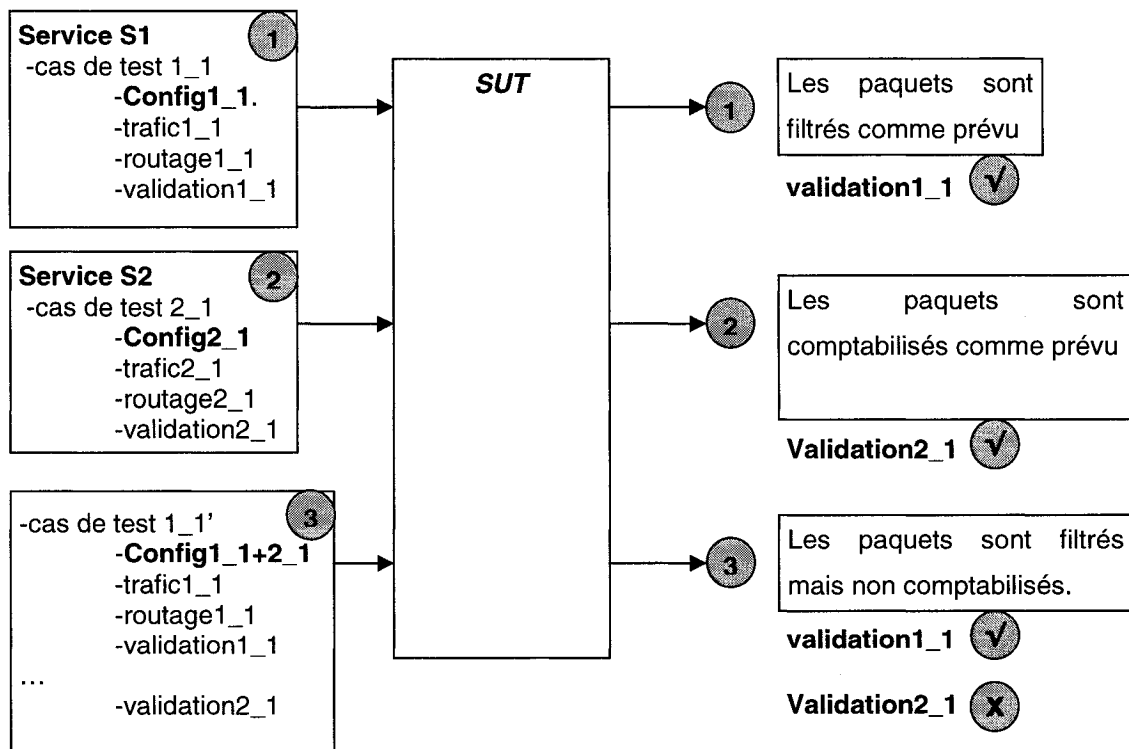 Service S1
1
-cas de test 1_1
-Config1_1.
-trafic1_1
-routage1_1
-validation1_1
Service S2
2
-cas de test 2_1
-Config2_1
-trafic2_1
-routage2_1
-validation2_1
3
-cas de test 1_1’
-Config1_1+2_1
-trafic1_1
-routage1_1
-validation1_1
...
-validation2_1
SUT
1
Les paquets sont
filtrés comme prévu
validation1_1 √
2
Les paquets sont
comptabilisés comme prévu
Validation2_1 √
3
Les paquets sont filtrés
mais non comptabilisés.
validation1_1 √
Validation2_1 x